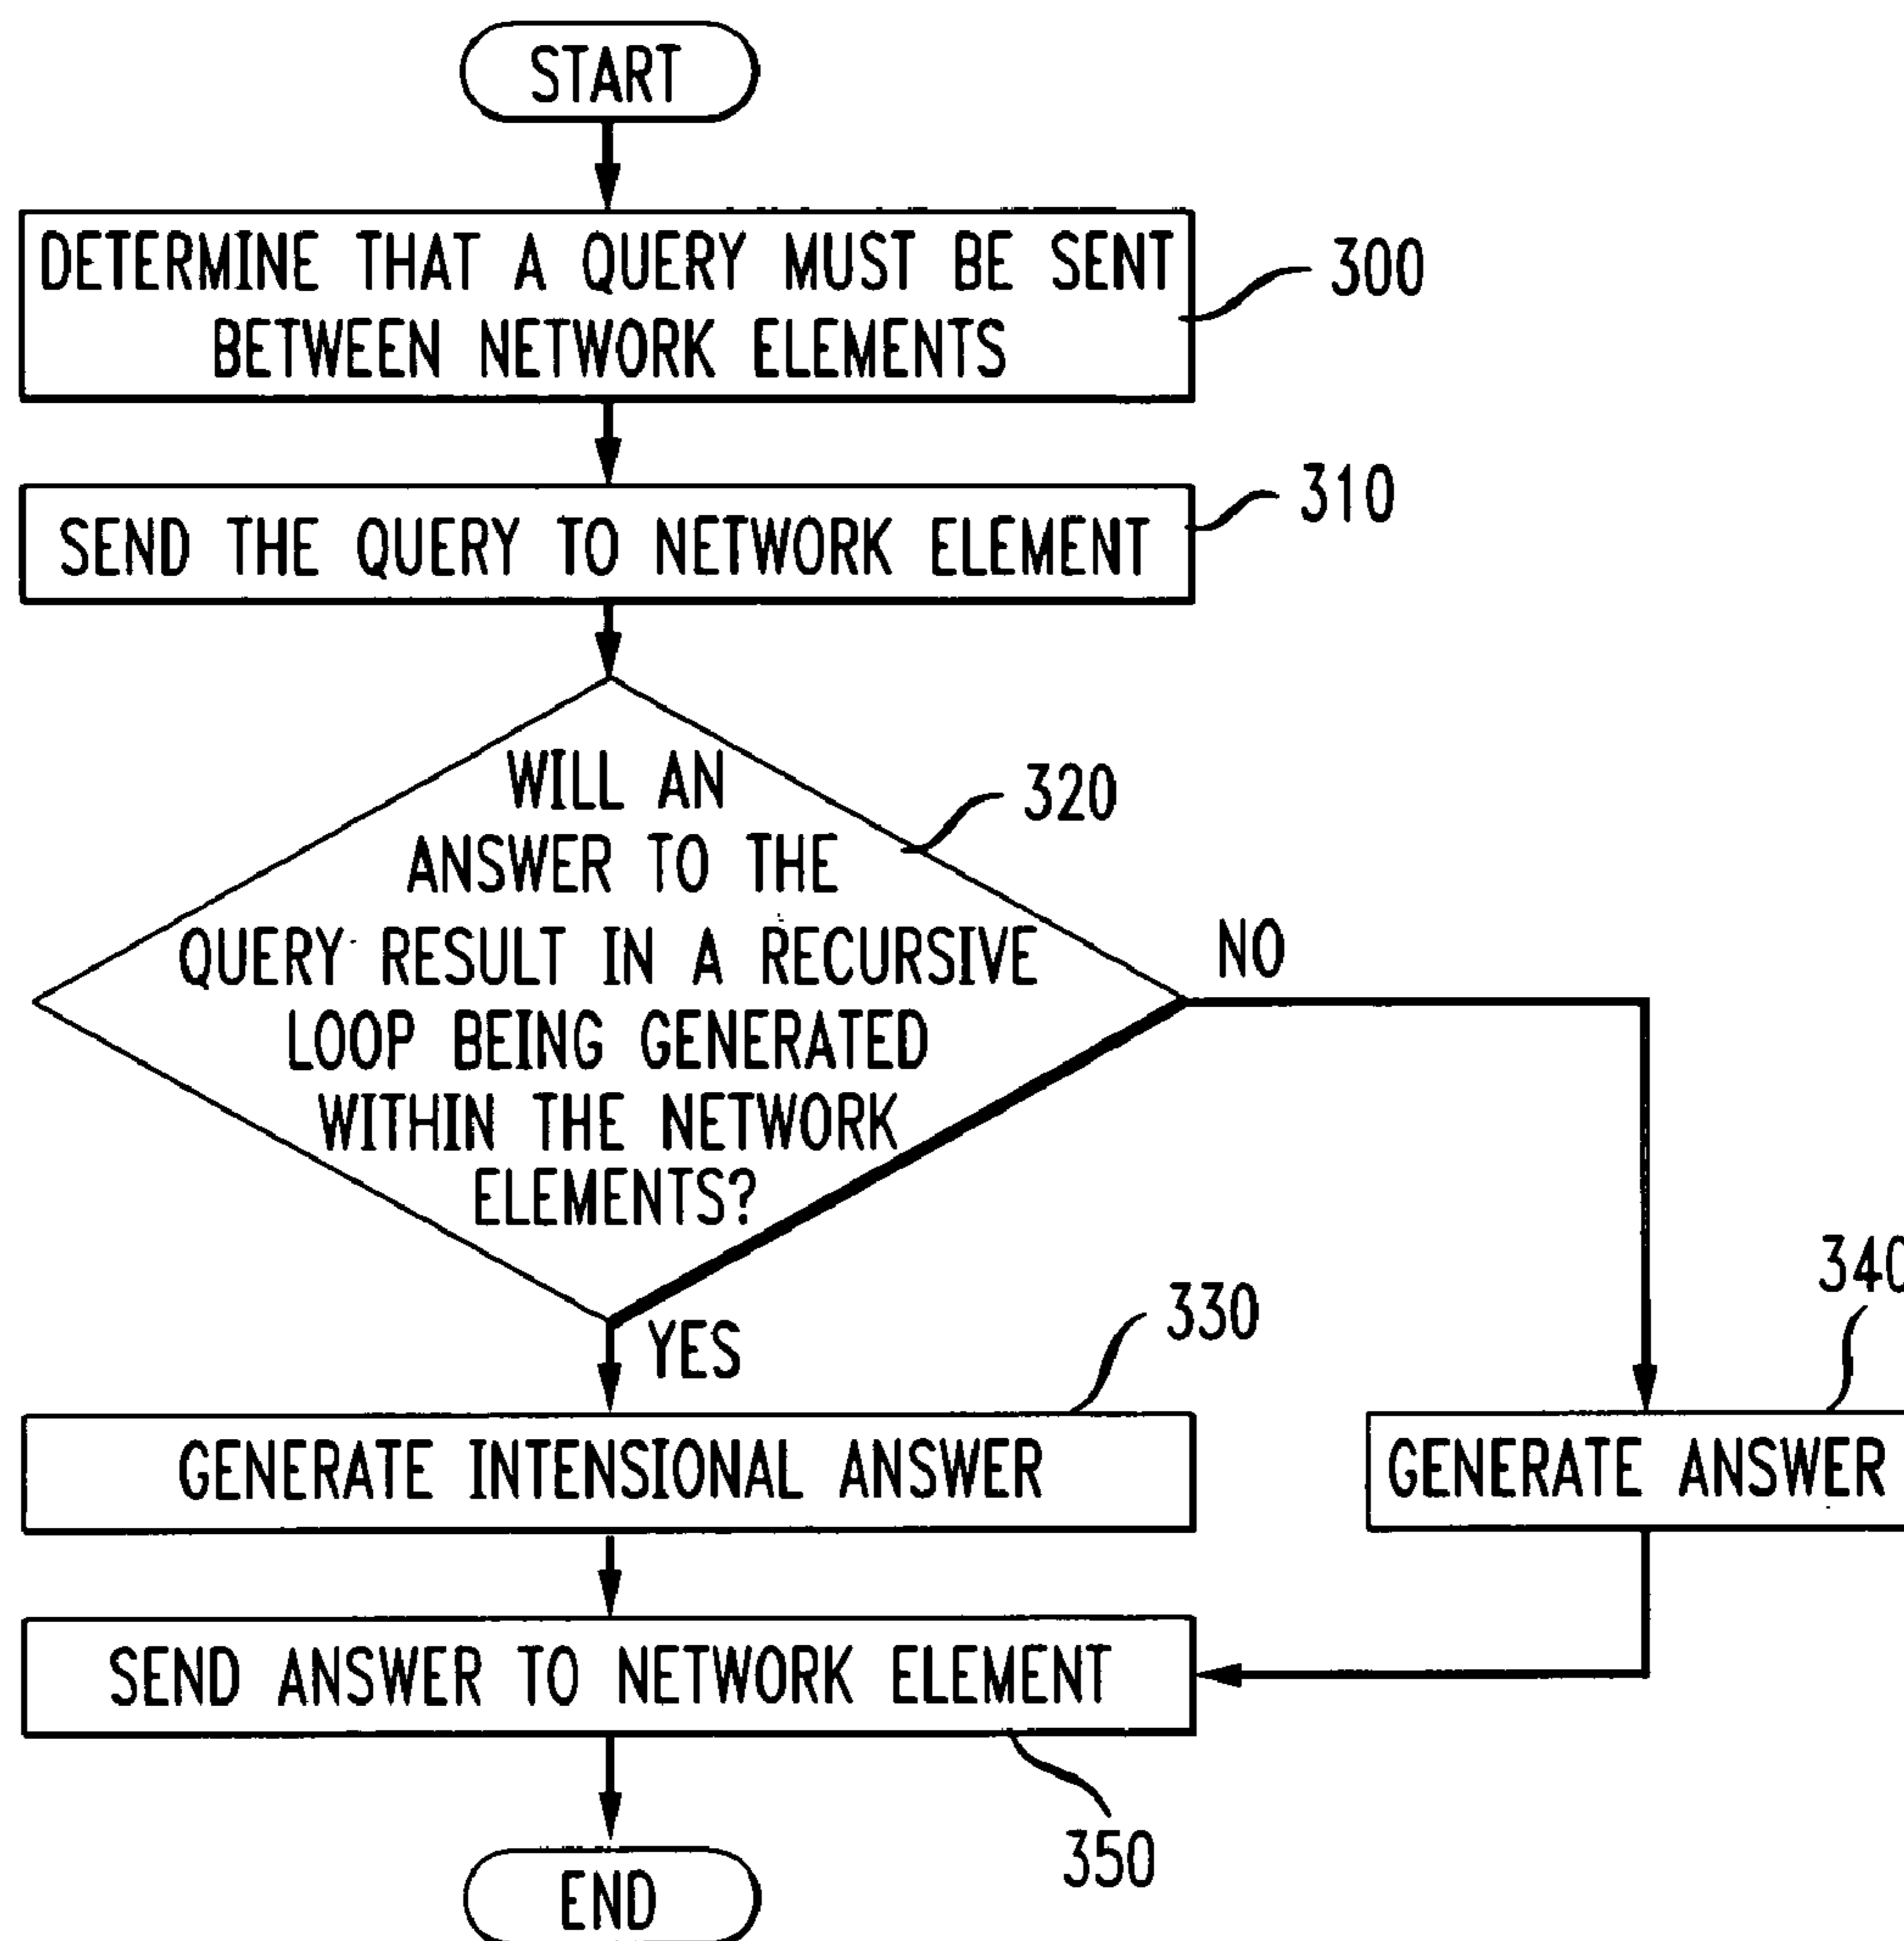 START
DETERMINE THAT A QUERY MUST BE SENT
BETWEEN NETWORK ELEMENTS
300
SEND THE QUERY TO NETWORK ELEMENT
310
WILL AN
ANSWER TO THE
QUERY RESULT IN A RECURSIVE
LOOP BEING GENERATED
WITHIN THE NETWORK
ELEMENTS?
320
NO
YES
330
340
GENERATE INTENSIONAL ANSWER
GENERATE ANSWER
SEND ANSWER TO NETWORK ELEMENT
350
END